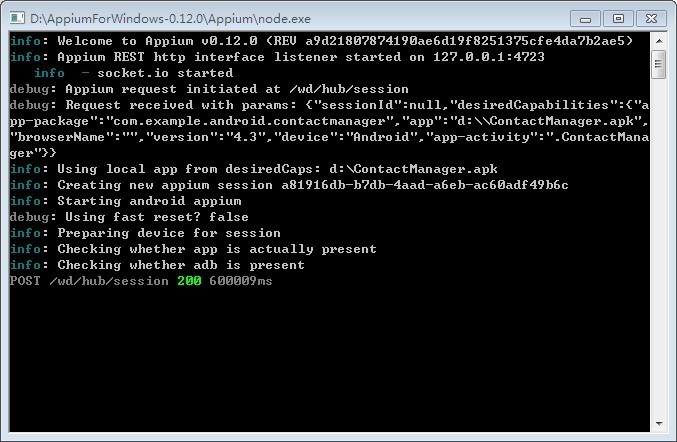 D:\AppiumForWindows-0.12.0\Appium\node.exe
info: Welcome to Appium v0.12.0 (REV a9d21807874190ae6d19f8251375cfe4da7b2ae5)
info: Appium REST http interface listener started on 127.0.0.1:4723
info  - socket.io started
debug: Appium request initiated at /wd/hub/session
debug: Request received with params: {"sessionId":null,"desiredCapabilities":{"a
pp-package":"com.example.android.contactmanager","app":"d:\\ContactManager.apk",
"browserName":"","version":"4.3","device":"Android","app-activity":".ContactMana
ger"}}
info: Using local app from desiredCaps: d:\ContactManager.apk
info: Creating new appium session a81916db-b7db-4aad-a6eb-ac60adf49b6c
info: Starting android appium
debug: Using fast reset? false
info: Preparing device for session
info: Checking whether app is actually present
info: Checking whether adb is present
POST /wd/hub/session 200 600009ms